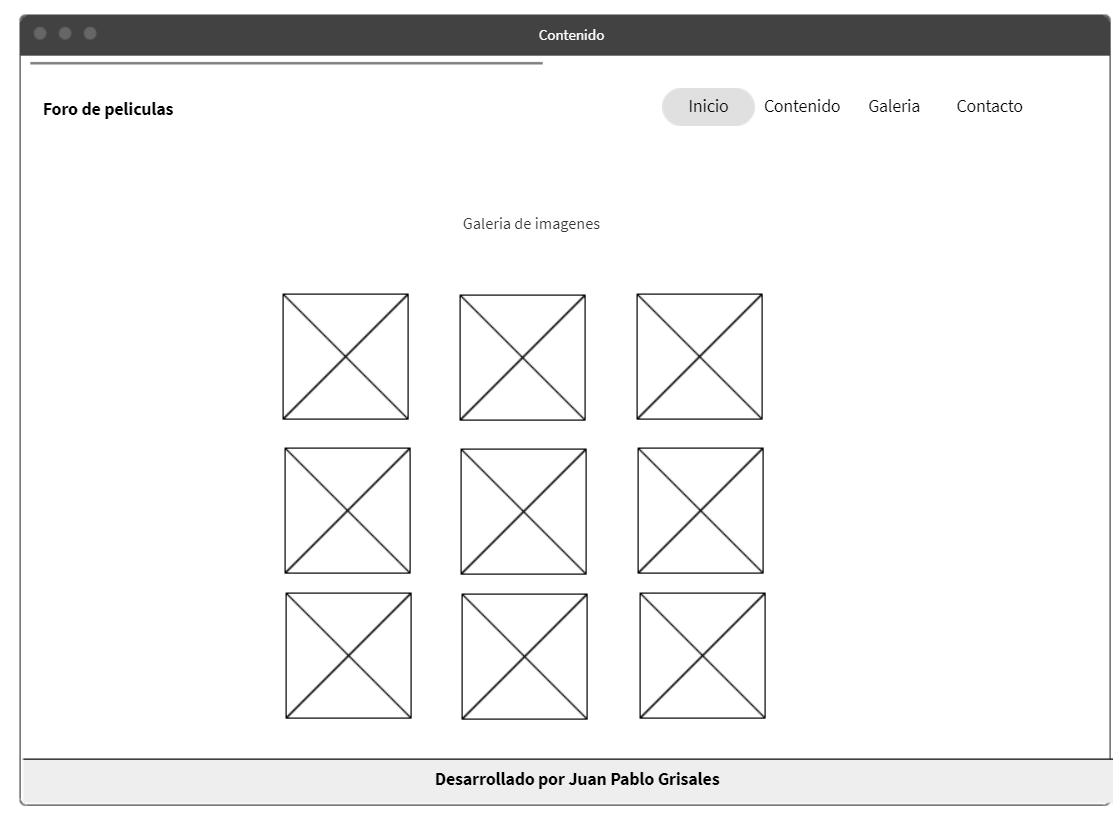 Contenido
Foro de peliculas
Inicio Contenido Galeria Contacto
Galeria de imagenes
Desarrollado por Juan Pablo Grisales